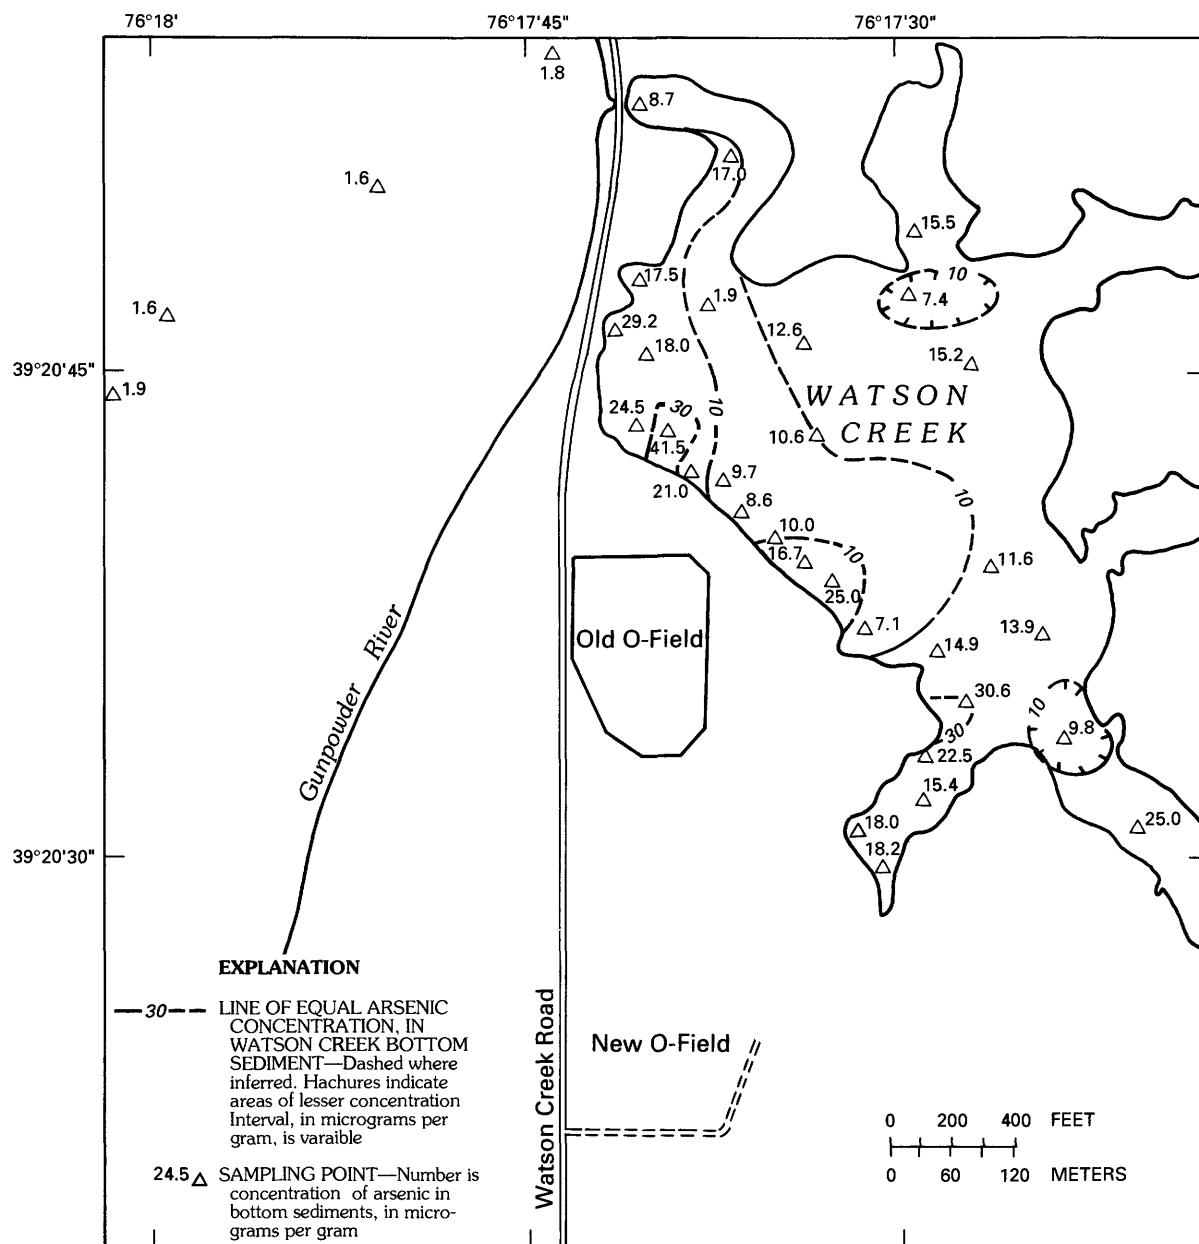 76°18'
76°17'45"
76°17'30"
1.8
8.7
17.0
1.6
15.5
10
7.4
17.5
1.9
1.6
29.2
12.6
18.0
15.2
39°20'45"
1.9
WATSON
CREEK
10
24.5
30
41.5
10.6
21.0
9.7
10
8.6
10.0
16.7
10
25.0
11.6
Old O-Field
7.1
13.9
14.9
Gunpowder River
30.6
10
9.8
30
22.5
15.4
18.0
25.0
18.2
39°20'30"
EXPLANATION
30
LINE OF EQUAL ARSENIC
CONCENTRATION, IN
WATSON CREEK BOTTOM
SEDIMENT—Dashed where
inferred. Hachures indicate
areas of lesser concentration
Interval, in micrograms per
gram, is varaible
24.5
SAMPLING POINT—Number is
concentration of arsenic in
bottom sediments, in micro-
grams per gram
Watson Creek Road
New O-Field
0 200 400 FEET
0 60 120 METERS